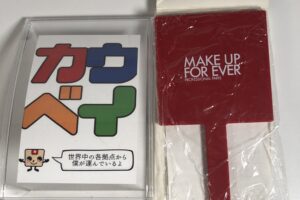 カウ
ベイ
世界中の各拠点から
僕が運んでいるよ
MAKE UP
FOR EVER
PROFESSIONAL PARIS